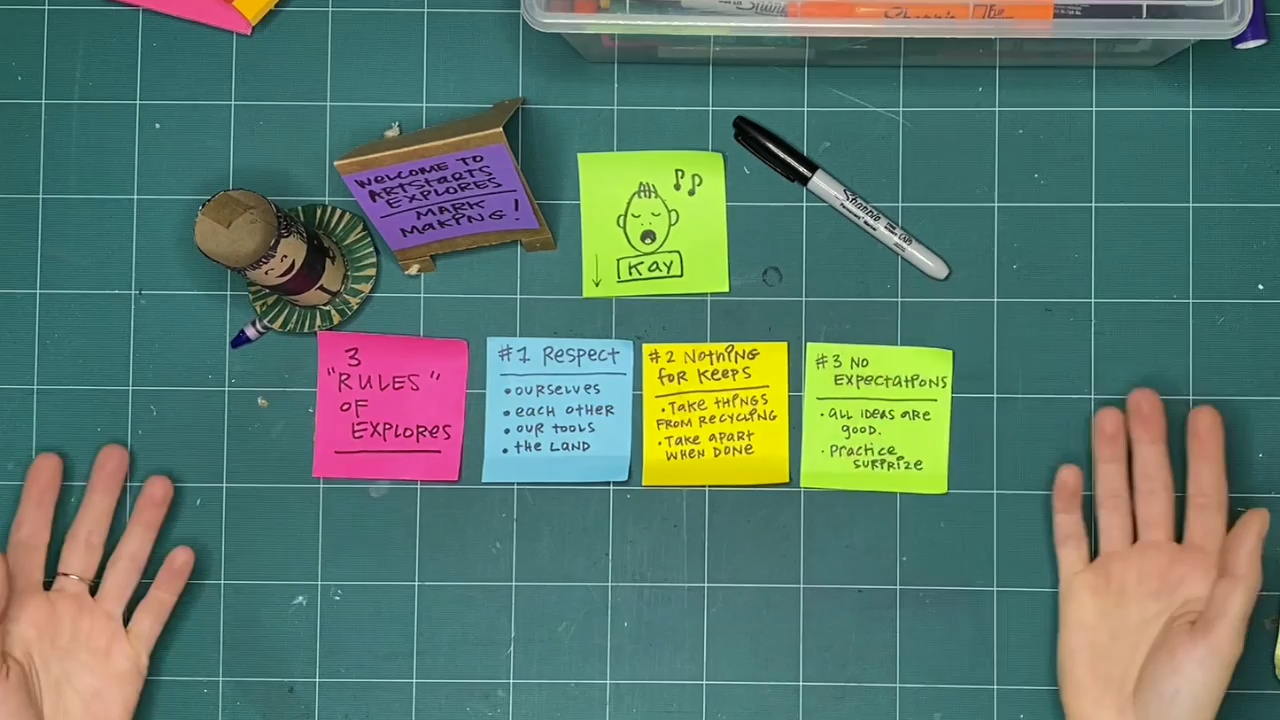 Sharpie
WELCOME TO
ARTSTARTS
EXPLORES
MARK
MAKING!
KAY
Sharpie
3
"RULES"
OF
EXPLORES
#1 RESPECT
• OURSELVES
• EACH OTHER
• OUR TOOLS
• THE LAND
#2 NOTHING
FOR KEEPS
• TAKE THINGS
FROM RECYCLING
• TAKE APART
WHEN DONE
#3 NO
EXPECTATIONS
• ALL IDEAS ARE
GOOD.
• PRACTICE
SURPRIZE